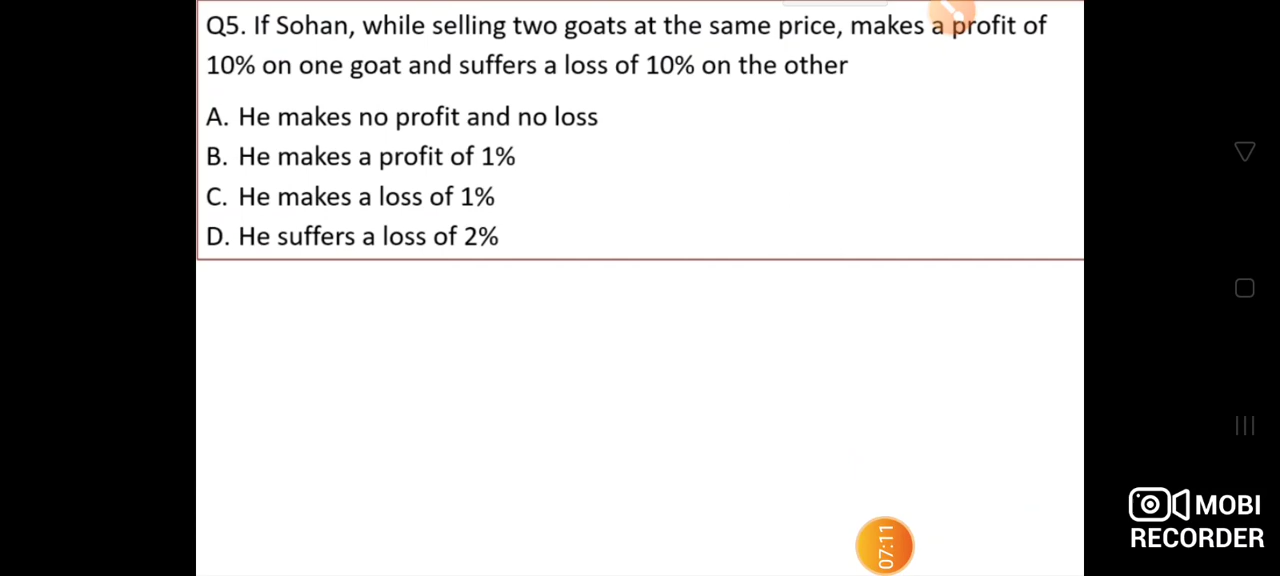 Q5. If Sohan, while selling two goats at the same price, makes a profit of
10% on one goat and suffers a loss of 10% on the other
A. He makes no profit and no loss
B. He makes a profit of 1%
C. He makes a loss of 1%
D. He suffers a loss of 2%
07:11
MOBI
RECORDER